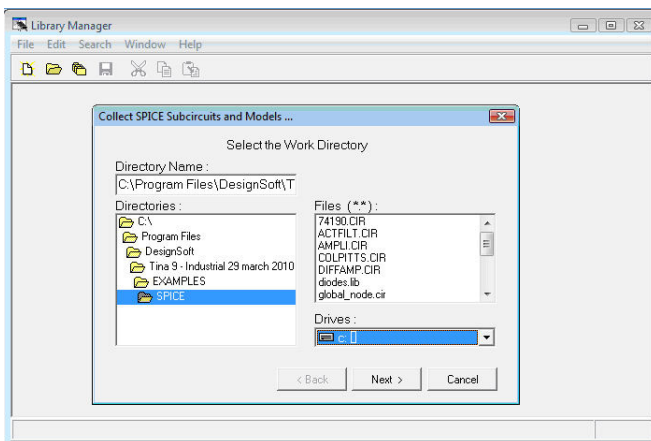 Library Manager
File Edit Search Window Help
Collect SPICE Subcircuits and Models ...
Select the Work Directory
Directory Name :
C:\Program Files\DesignSoft\T
Directories :
C:\
Program Files
DesignSoft
Tina 9 - Industrial 29 march 2010
EXAMPLES
SPICE
Files (*.*) :
74190.CIR
ACTFILT.CIR
AMPLI.CIR
COLPITTS.CIR
DIFFAMP.CIR
diodes.lib
global_node.cir
Drives :
c: []
< Back Next > Cancel